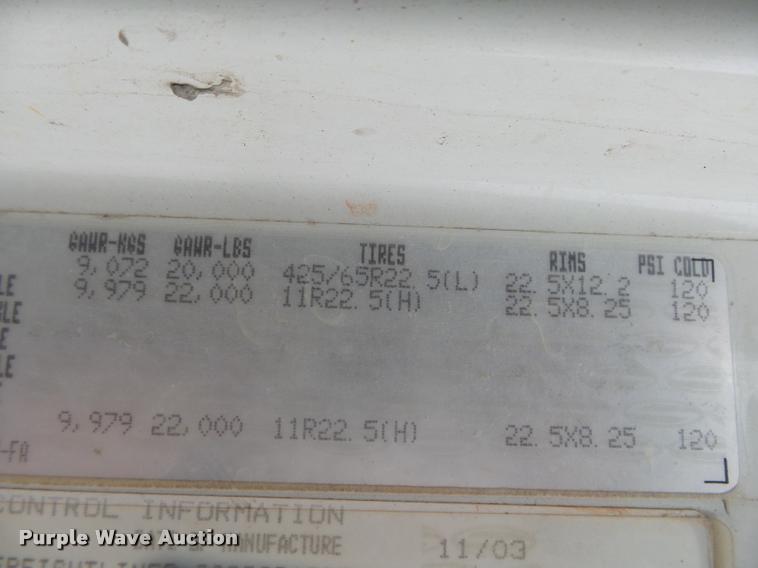 GAWR-KGS GAWR-LBS TIRES RIMS PSI COLD
9,072 20,000 425/65R22.5(L) 22.5X12.2 120
LE 9,979 22,000 11R22.5(H) 22.5X8.25 120
LE
E
LE
9,979 22,000 11R22.5(H) 22.5X8.25 120
-FA
CONTROL INFORMATION
DATE OF MANUFACTURE 11/03
Purple Wave Auction